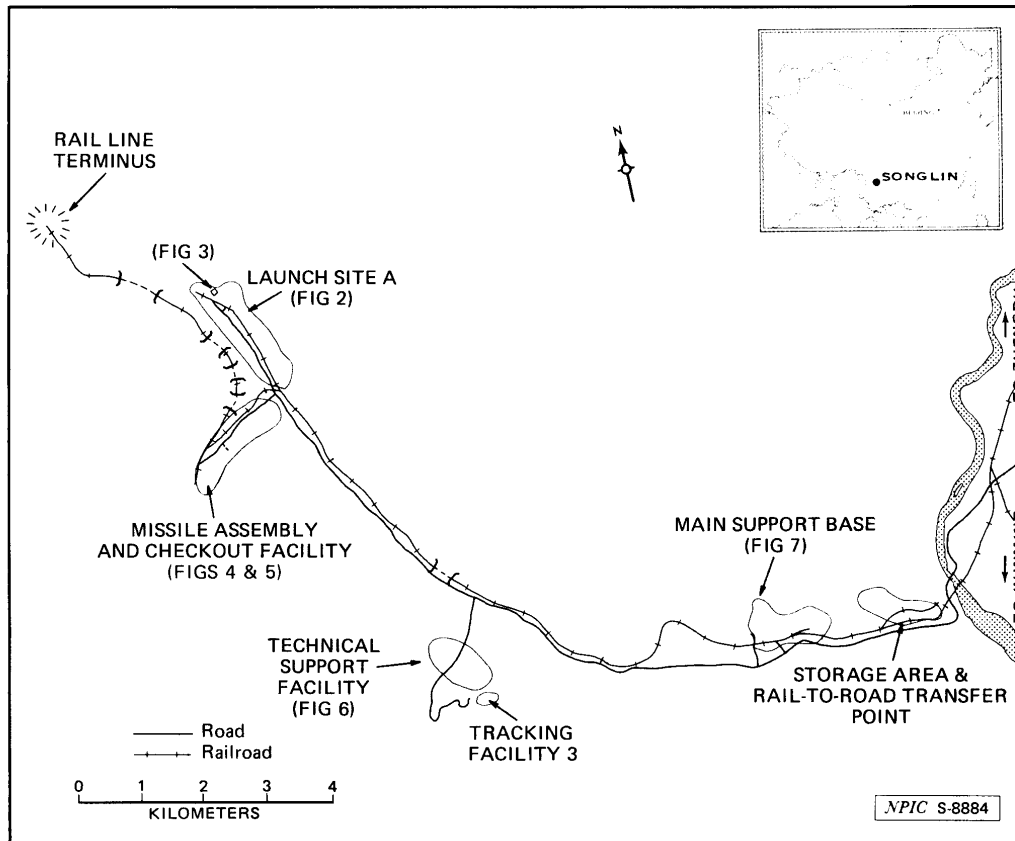 BEIJING
SONGLIN
N
RAIL LINE
TERMINUS
(FIG 3)
LAUNCH SITE A
(FIG 2)
MISSILE ASSEMBLY
AND CHECKOUT FACILITY
(FIGS 4 & 5)
MAIN SUPPORT BASE
(FIG 7)
TECHNICAL
SUPPORT
FACILITY
(FIG 6)
TRACKING
FACILITY 3
STORAGE AREA &
RAIL-TO-ROAD TRANSFER
POINT
Road
Railroad
0 1 2 3 4
KILOMETERS
NPIC S-8884